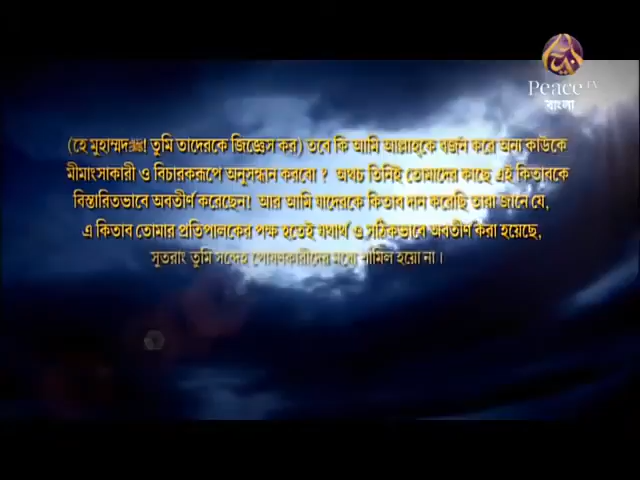 Peace TV
বাংলা
(হে মুহাম্মদﷺ! তুমি তাদেরকে জিজ্ঞেস কর) তবে কি আমি আল্লাহকে বর্জন করে অন্য কাউকে
মীমাংসাকারী ও বিচারকরূপে অনুসন্ধান করবো ? অথচ তিনিই তোমাদের কাছে এই কিতাবকে
বিস্তারিতভাবে অবতীর্ণ করেছেন! আর আমি যাদেরকে কিতাব দান করেছি তারা জানে যে,
এ কিতাব তোমার প্রতিপালকের পক্ষ হতেই যথার্থ ও সঠিকভাবে অবতীর্ণ করা হয়েছে,
সুতরাং তুমি সন্দেহ পোষণকারীদের মধ্যে শামিল হয়ো না।